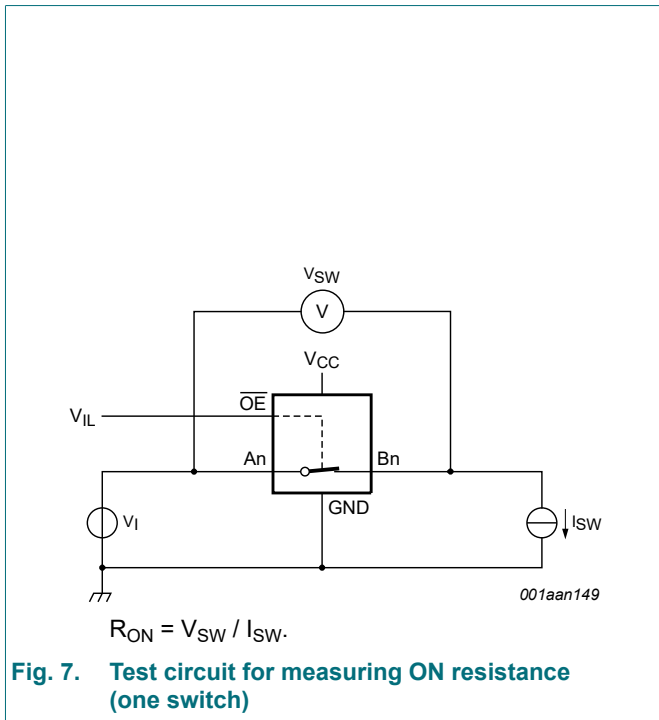 VSW
V
VCC
OE
VIL
An
Bn
GND
VI
ISW
001aan149
RON = VSW / ISW.
Fig. 7. Test circuit for measuring ON resistance
(one switch)